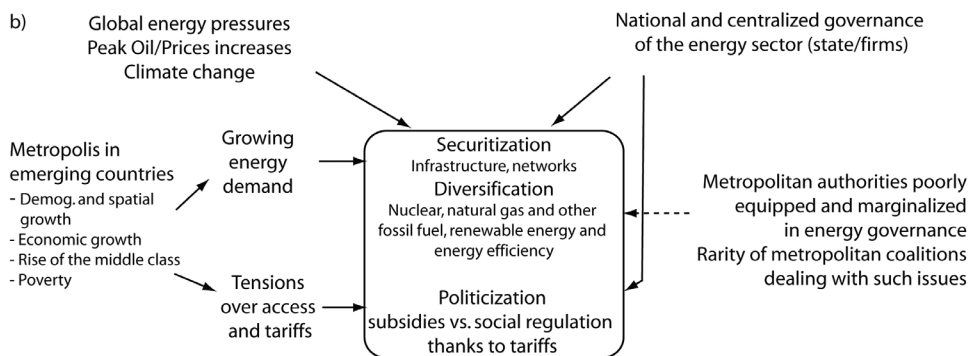 b)
Global energy pressures
Peak Oil/Prices increases
Climate change
National and centralized governance
of the energy sector (state/firms)
Metropolis in
emerging countries
- Demog. and spatial
growth
- Economic growth
- Rise of the middle class
- Poverty
Growing
energy
demand
Tensions
over access
and tariffs
Securitization
Infrastructure, networks
Diversification
Nuclear, natural gas and other
fossil fuel, renewable energy and
energy efficiency
Politicization
subsidies vs. social regulation
thanks to tariffs
Metropolitan authorities poorly
equipped and marginalized
in energy governance
Rarity of metropolitan coalitions
dealing with such issues